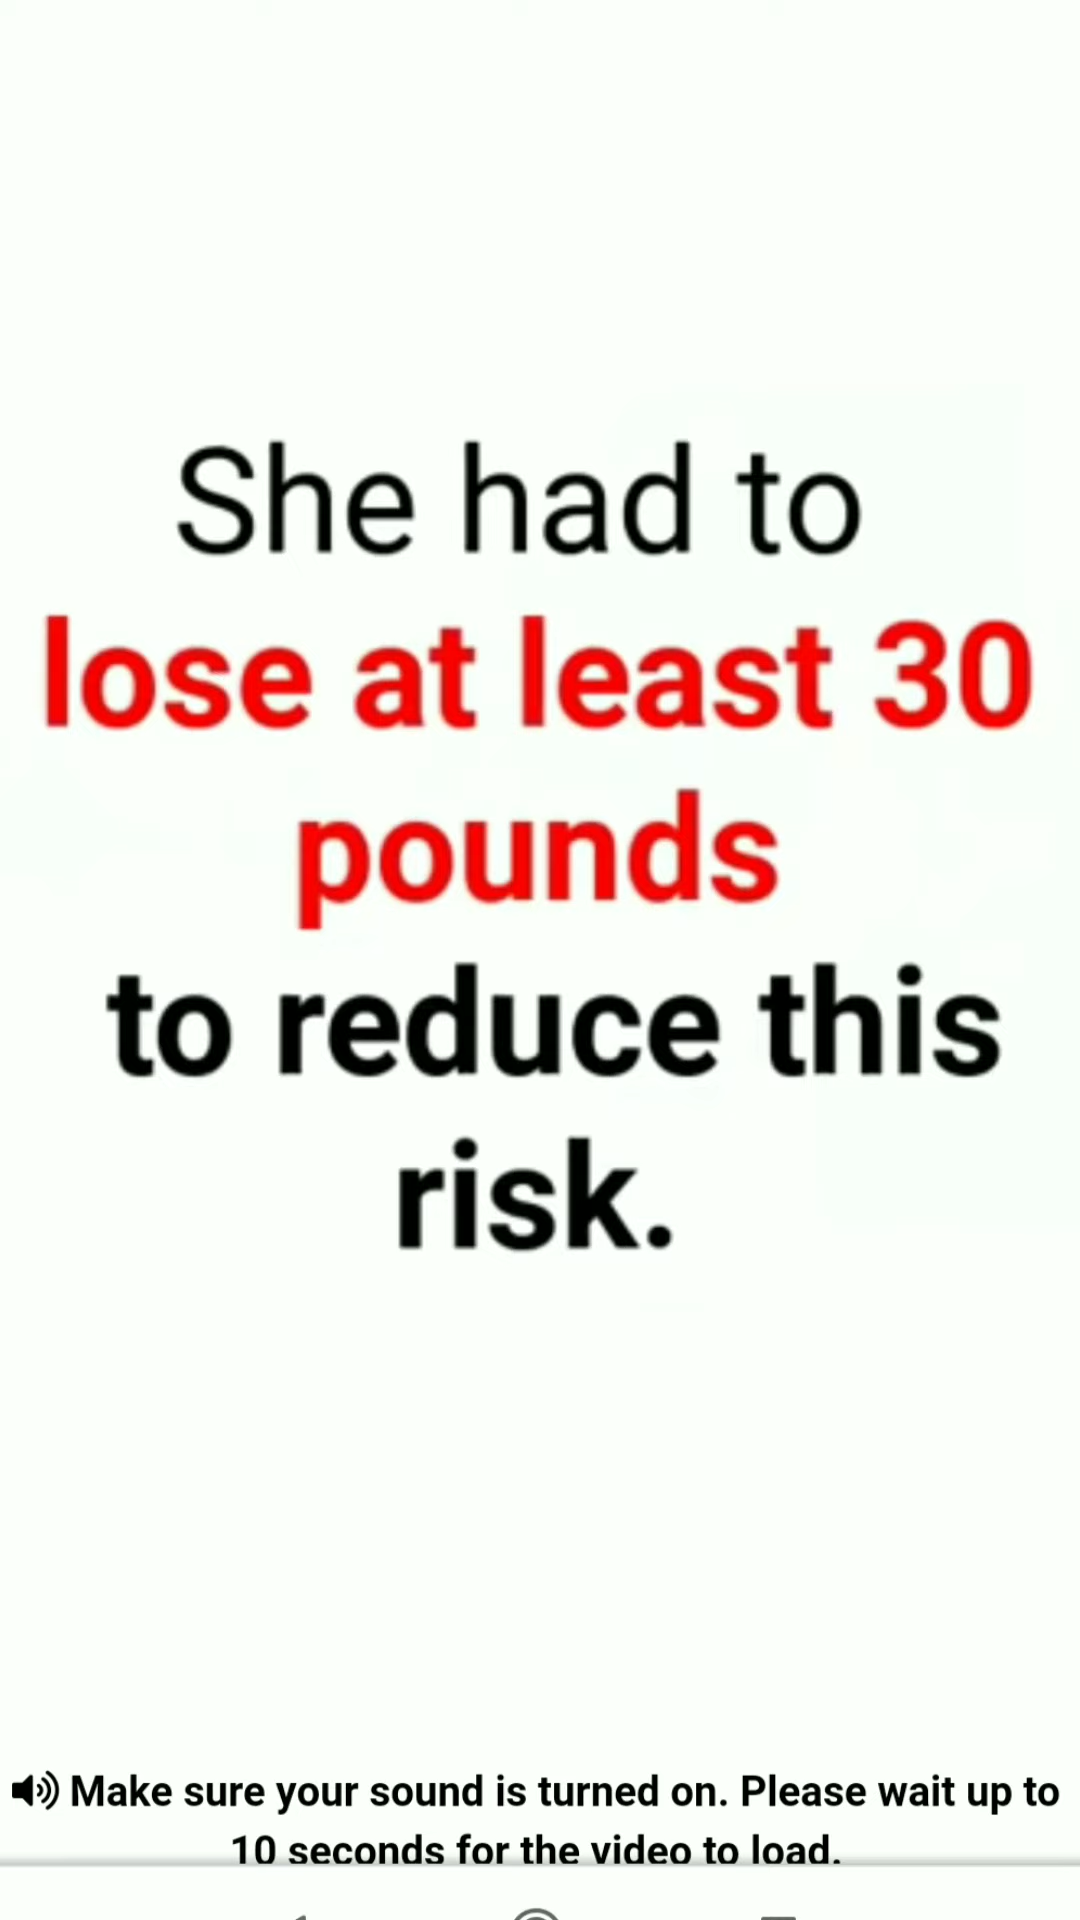 She had to
lose at least 30
pounds
to reduce this
risk.
Make sure your sound is turned on. Please wait up to
10 seconds for the video to load.